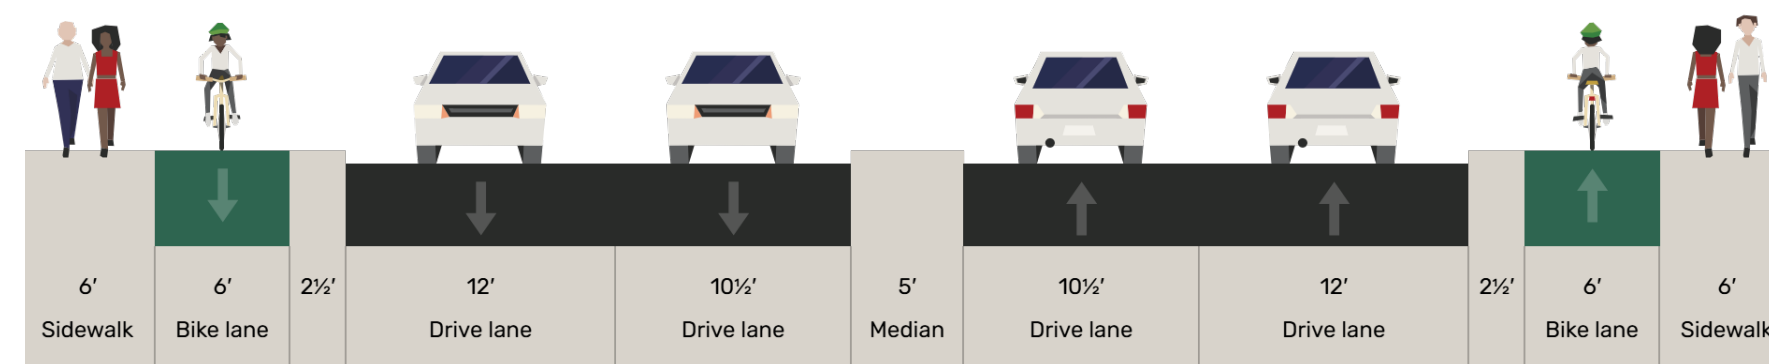 6′ 6′ 2½′ 12′ 10½′ 5′ 10½′ 12′ 2½′ 6′ 6′
Sidewalk Bike lane Drive lane Drive lane Median Drive lane Drive lane Bike lane Sidewalk